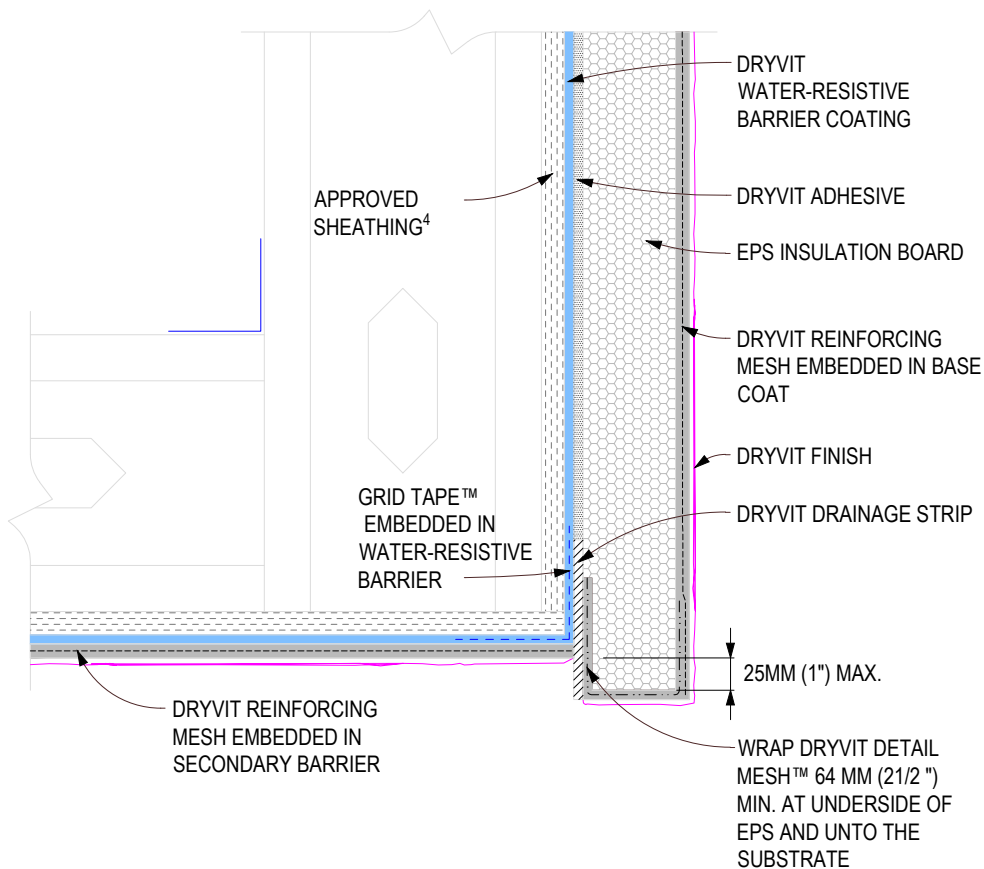 DRYVIT
WATER-RESISTIVE
BARRIER COATING
APPROVED
SHEATHING⁴
DRYVIT ADHESIVE
EPS INSULATION BOARD
DRYVIT REINFORCING
MESH EMBEDDED IN BASE
COAT
DRYVIT FINISH
GRID TAPE™
EMBEDDED IN
WATER-RESISTIVE
BARRIER
DRYVIT DRAINAGE STRIP
25MM (1") MAX.
DRYVIT REINFORCING
MESH EMBEDDED IN
SECONDARY BARRIER
WRAP DRYVIT DETAIL
MESH™ 64 MM (21/2 ")
MIN. AT UNDERSIDE OF
EPS AND UNTO THE
SUBSTRATE